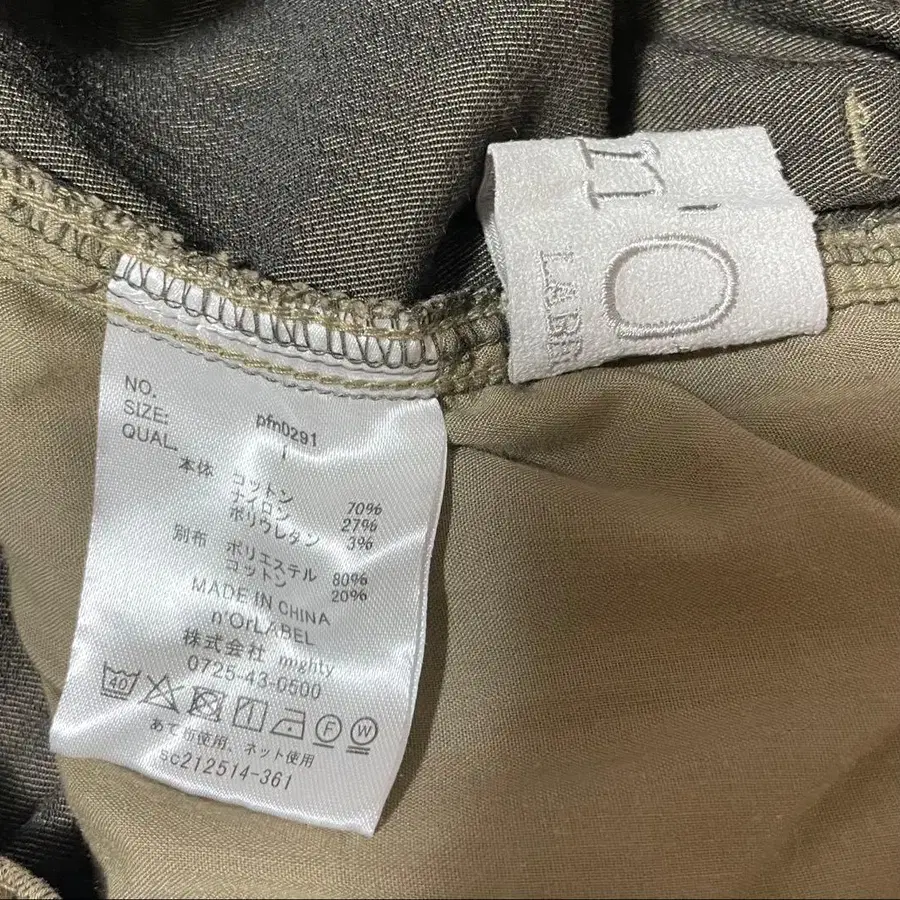 n'O
LABE
NO. pfn0291
SIZE: I
QUAL.
本体 コットン 70%
ナイロン 27%
ポリウレタン 3%
別布 ポリエステル 80%
コットン 20%
MADE IN CHINA
n'OrLABEL
株式会社 mighty
0725-43-0500
40 F W
あて布使用、ネット使用
sc212514-361